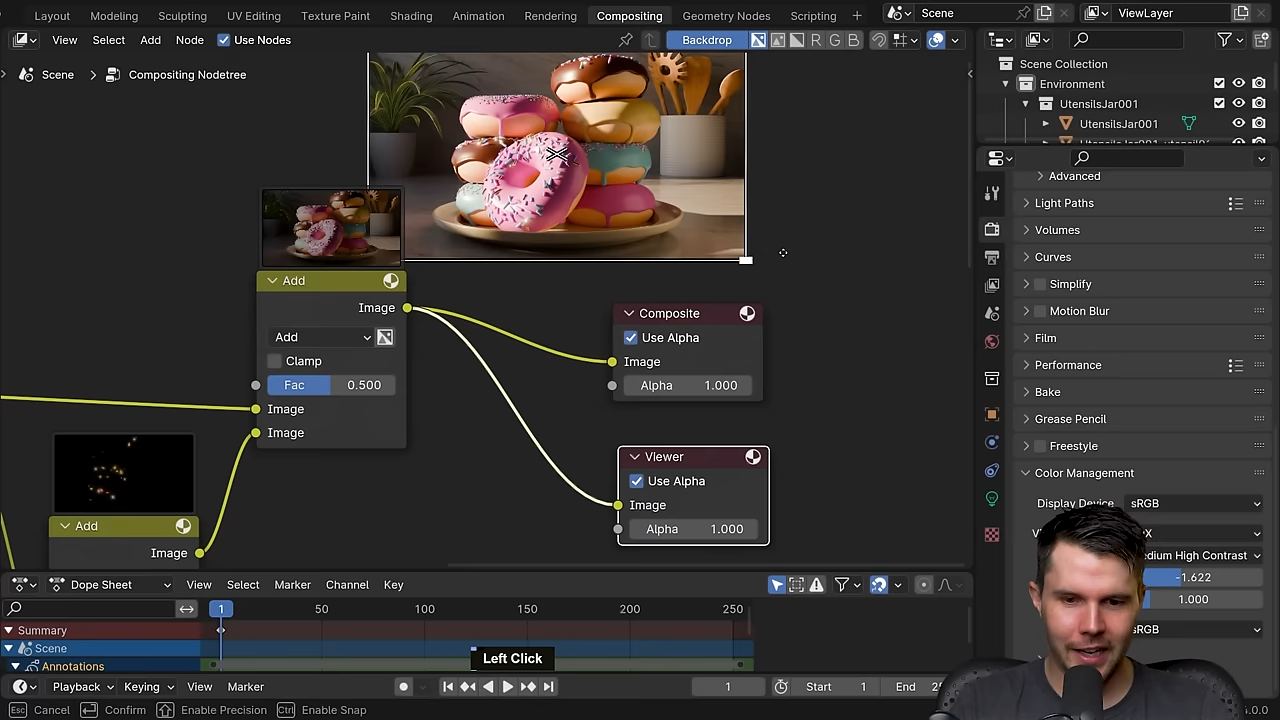 Layout Modeling Sculpting UV Editing Texture Paint Shading Animation Rendering Compositing Geometry Nodes Scripting + Scene ViewLayer
View Select Add Node Use Nodes Backdrop R G B
Scene > Compositing Nodetree
Scene Collection
Environment
UtensilsJar001
UtensilsJar001
Advanced
Light Paths
Volumes
Curves
Simplify
Motion Blur
Film
Performance
Bake
Grease Pencil
Freestyle
Color Management
Display Device sRGB
Medium High Contrast
-1.622
1.000
sRGB
Add
Image
Add
Clamp
Fac 0.500
Image
Image
Add
Image
Composite
Use Alpha
Image
Alpha 1.000
Viewer
Use Alpha
Image
Alpha 1.000
Dope Sheet View Select Marker Channel Key
1 50 100 150 200 250
Summary
Scene
Annotations
Left Click
Playback Keying View Marker 1 Start 1 End
Esc Cancel Confirm Enable Precision Ctrl Enable Snap